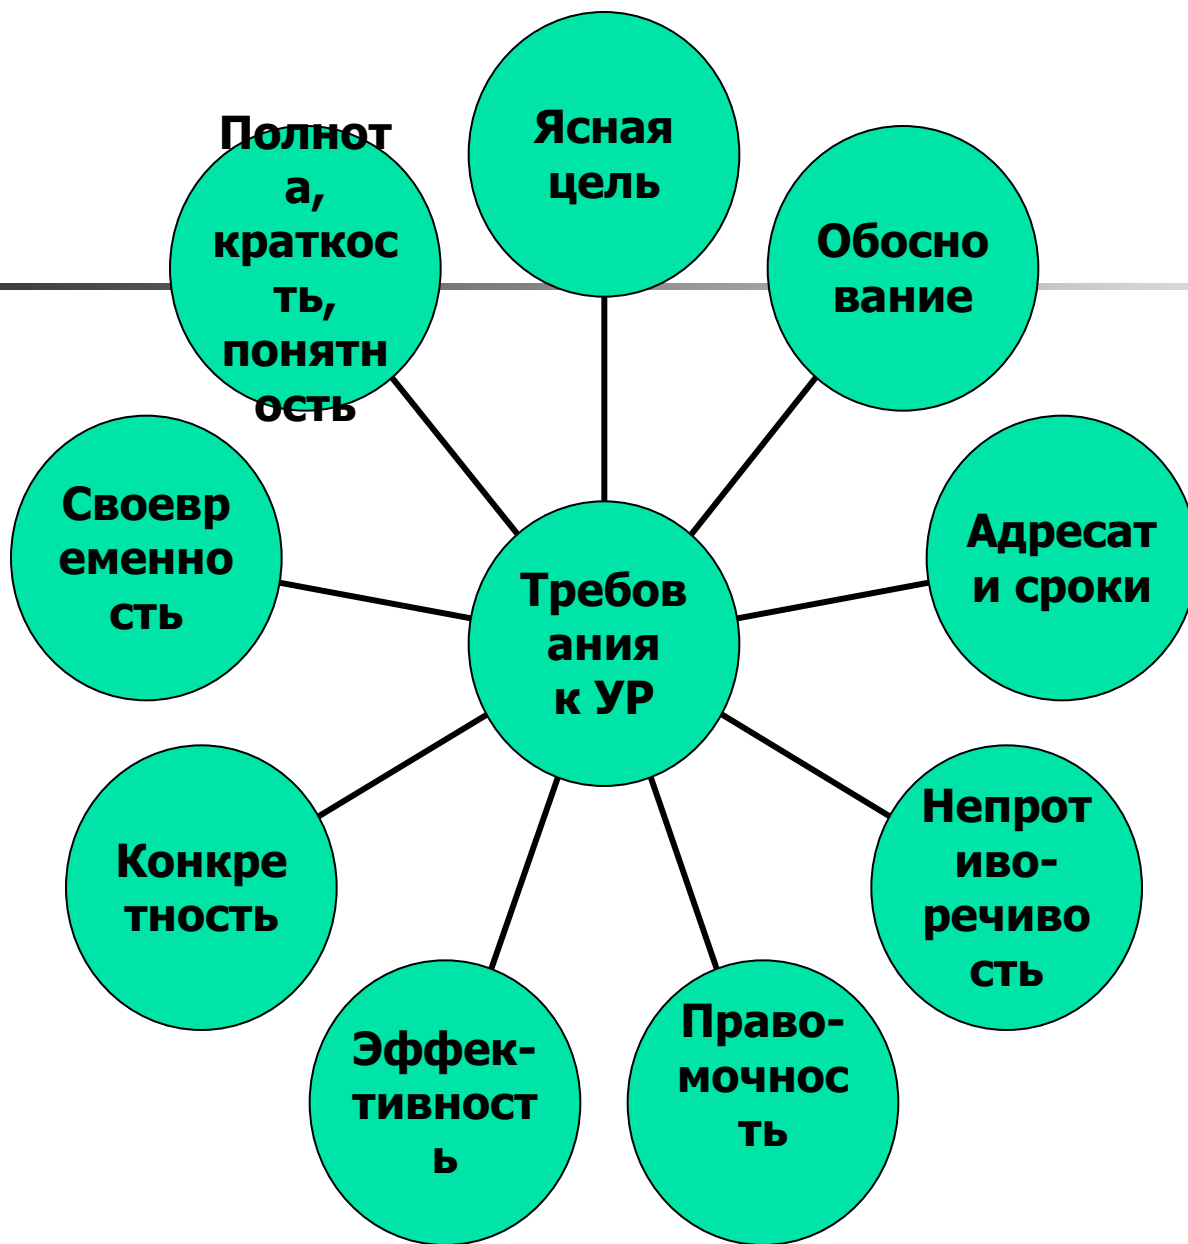 Ясная
цель
Обосно
вание
Адресат
и сроки
Непрот
иво-
речиво
сть
Право-
мочнос
ть
Эффек-
тивност
ь
Конкре
тность
Своевр
еменно
сть
Полнот
а,
краткос
ть,
понятн
ость
Требов
ания
к УР